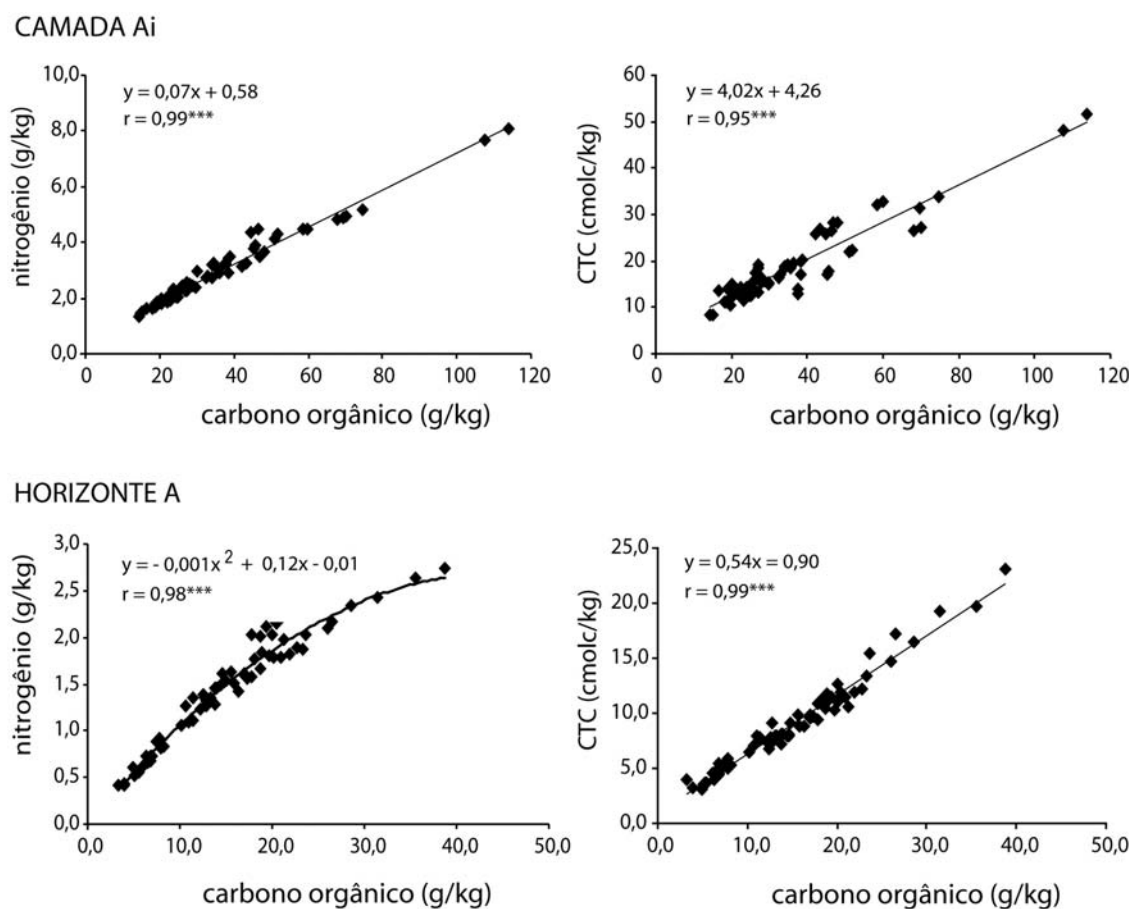 CAMADA Ai
10,0
8,0
6,0
4,0
2,0
0,0
nitrogênio (g/kg)
y = 0,07x + 0,58
r = 0,99***
0 20 40 60 80 100 120
carbono orgânico (g/kg)
60
50
40
30
20
10
0
CTC (cmolc/kg)
y = 4,02x + 4,26
r = 0,95***
0 20 40 60 80 100 120
carbono orgânico (g/kg)
HORIZONTE A
3,0
2,5
2,0
1,5
1,0
0,5
0,0
nitrogênio (g/kg)
y = - 0,001x² + 0,12x - 0,01
r = 0,98***
0,0 10,0 20,0 30,0 40,0 50,0
carbono orgânico (g/kg)
25,0
20,0
15,0
10,0
5,0
0,0
CTC (cmolc/kg)
y = 0,54x = 0,90
r = 0,99***
0,0 10,0 20,0 30,0 40,0 50,0
carbono orgânico (g/kg)